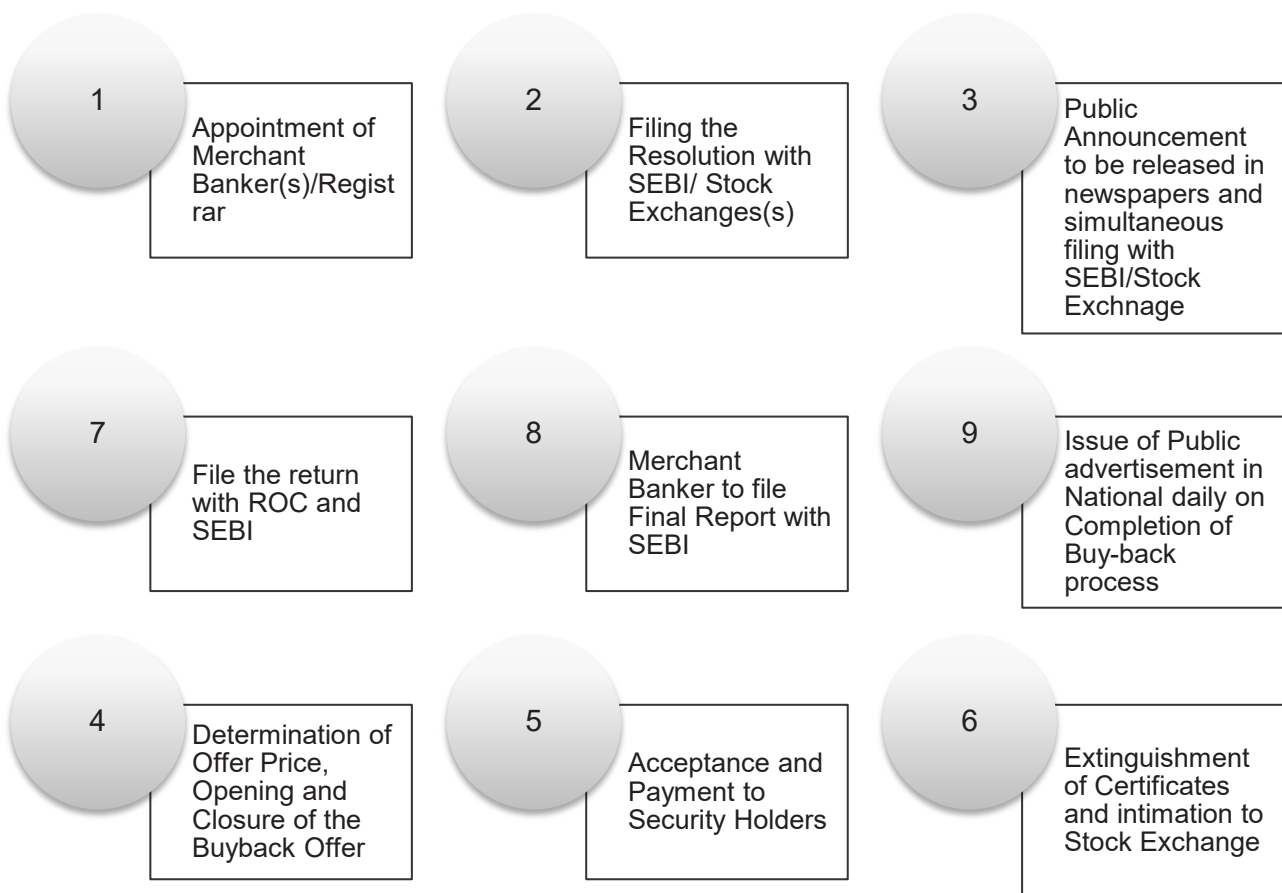 1
Appointment of
Merchant
Banker(s)/Regist
rar
2
Filing the
Resolution with
SEBI/ Stock
Exchanges(s)
3
Public
Announcement
to be released in
newspapers and
simultaneous
filing with
SEBI/Stock
Exchnage
7
File the return
with ROC and
SEBI
8
Merchant
Banker to file
Final Report with
SEBI
9
Issue of Public
advertisement in
National daily on
Completion of
Buy-back
process
4
Determination of
Offer Price,
Opening and
Closure of the
Buyback Offer
5
Acceptance and
Payment to
Security Holders
6
Extinguishment
of Certificates
and intimation to
Stock Exchange